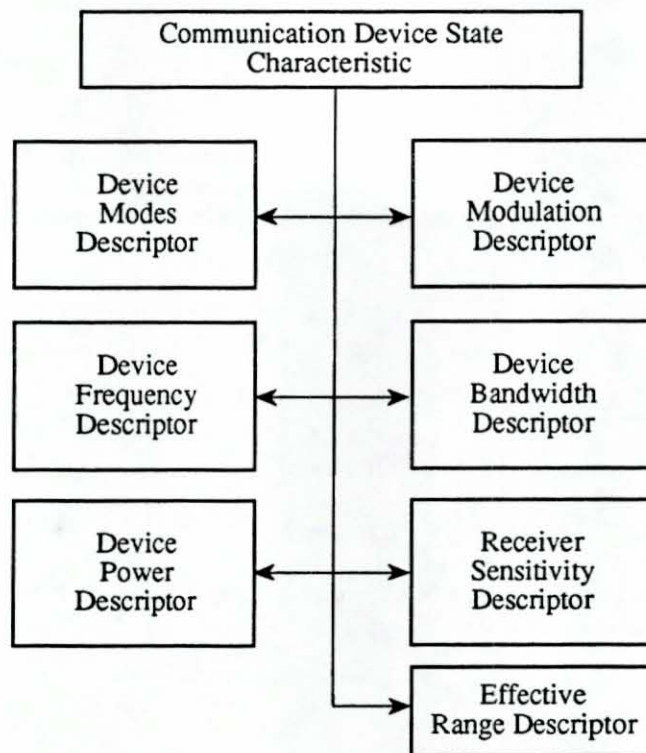 Communication Device State
Characteristic
Device
Modes
Descriptor
Device
Modulation
Descriptor
Device
Frequency
Descriptor
Device
Bandwidth
Descriptor
Device
Power
Descriptor
Receiver
Sensitivity
Descriptor
Effective
Range Descriptor